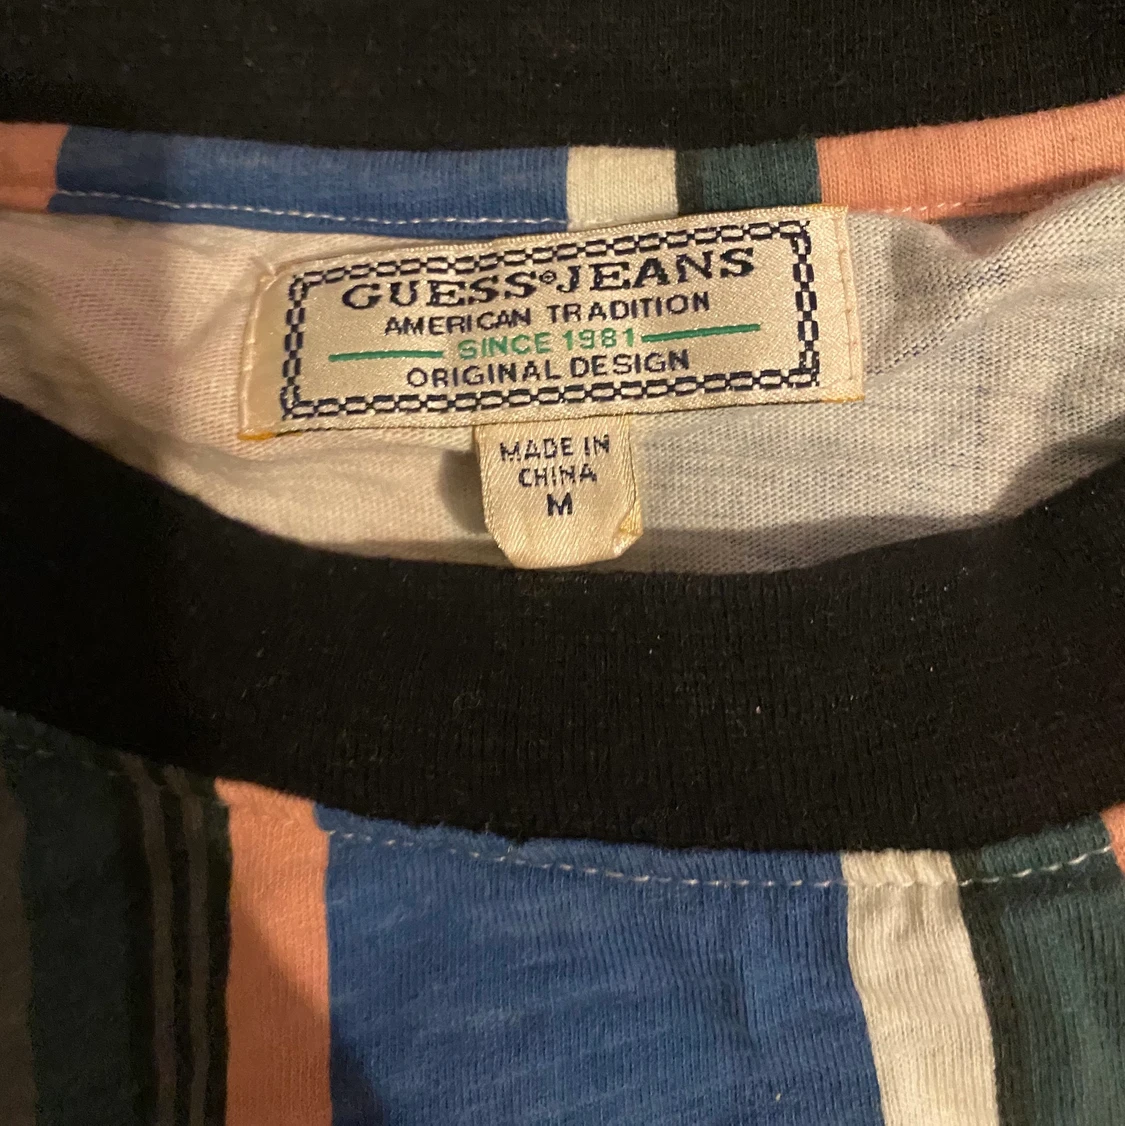 GUESS®JEANS
AMERICAN TRADITION
SINCE 1981
ORIGINAL DESIGN
MADE IN
CHINA
M